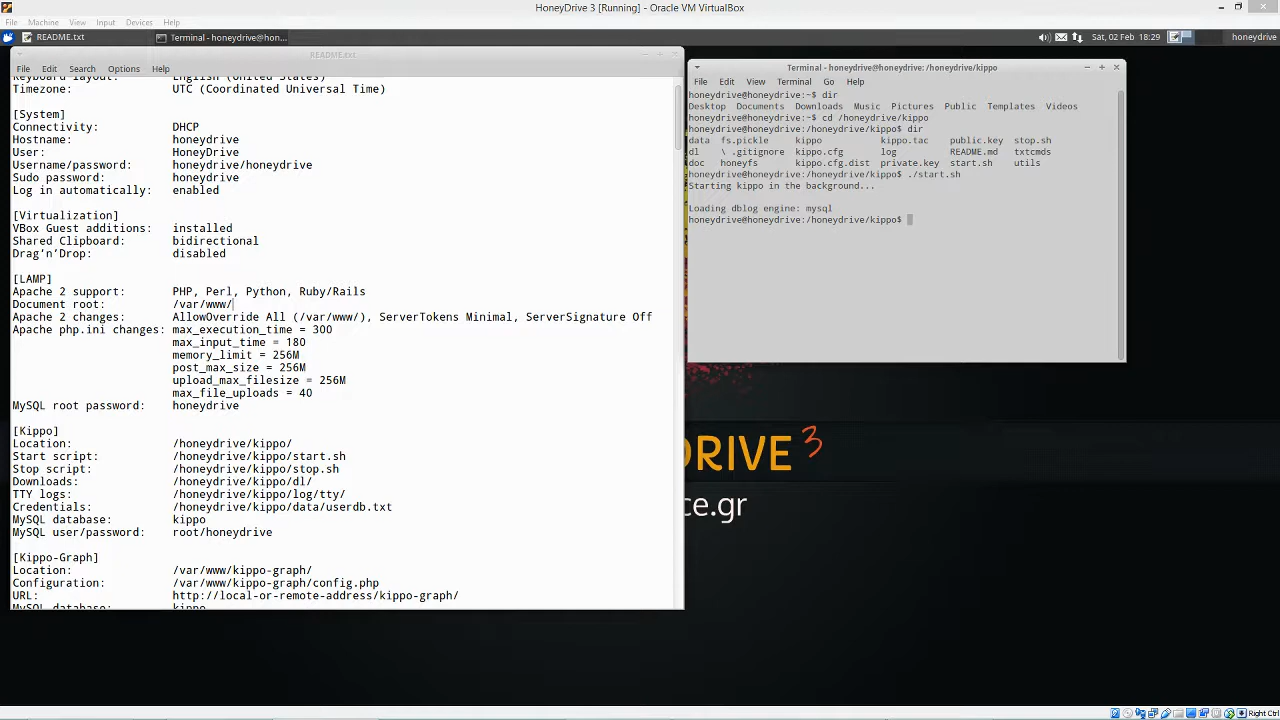 HoneyDrive 3 [Running] - Oracle VM VirtualBox
File Machine View Input Devices Help
README.txt
Terminal - honeydrive@hon...
Sat, 02 Feb 18:29
honeydrive
README.txt
File Edit Search Options Help
Keyboard layout: English (United States)
Timezone: UTC (Coordinated Universal Time)
[System]
Connectivity: DHCP
Hostname: honeydrive
User: HoneyDrive
Username/password: honeydrive/honeydrive
Sudo password: honeydrive
Log in automatically: enabled
[Virtualization]
VBox Guest additions: installed
Shared Clipboard: bidirectional
Drag'n'Drop: disabled
[LAMP]
Apache 2 support: PHP, Perl, Python, Ruby/Rails
Document root: /var/www/
Apache 2 changes: AllowOverride All (/var/www/), ServerTokens Minimal, ServerSignature Off
Apache php.ini changes: max_execution_time = 300
max_input_time = 180
memory_limit = 256M
post_max_size = 256M
upload_max_filesize = 256M
max_file_uploads = 40
MySQL root password: honeydrive
[Kippo]
Location: /honeydrive/kippo/
Start script: /honeydrive/kippo/start.sh
Stop script: /honeydrive/kippo/stop.sh
Downloads: /honeydrive/kippo/dl/
TTY logs: /honeydrive/kippo/log/tty/
Credentials: /honeydrive/kippo/data/userdb.txt
MySQL database: kippo
MySQL user/password: root/honeydrive
[Kippo-Graph]
Location: /var/www/kippo-graph/
Configuration: /var/www/kippo-graph/config.php
URL: http://local-or-remote-address/kippo-graph/
MySQL database: kippo
Terminal - honeydrive@honeydrive: /honeydrive/kippo
File Edit View Terminal Go Help
honeydrive@honeydrive:~$ dir
Desktop Documents Downloads Music Pictures Public Templates Videos
honeydrive@honeydrive:~$ cd /honeydrive/kippo
honeydrive@honeydrive:/honeydrive/kippo$ dir
data fs.pickle kippo kippo.tac public.key stop.sh
dl \ .gitignore kippo.cfg log README.md txtcmds
doc honeyfs kippo.cfg.dist private.key start.sh utils
honeydrive@honeydrive:/honeydrive/kippo$ ./start.sh
Starting kippo in the background...
Loading dblog engine: mysql
honeydrive@honeydrive:/honeydrive/kippo$
DRIVE 3
ce.gr
Right Ctrl